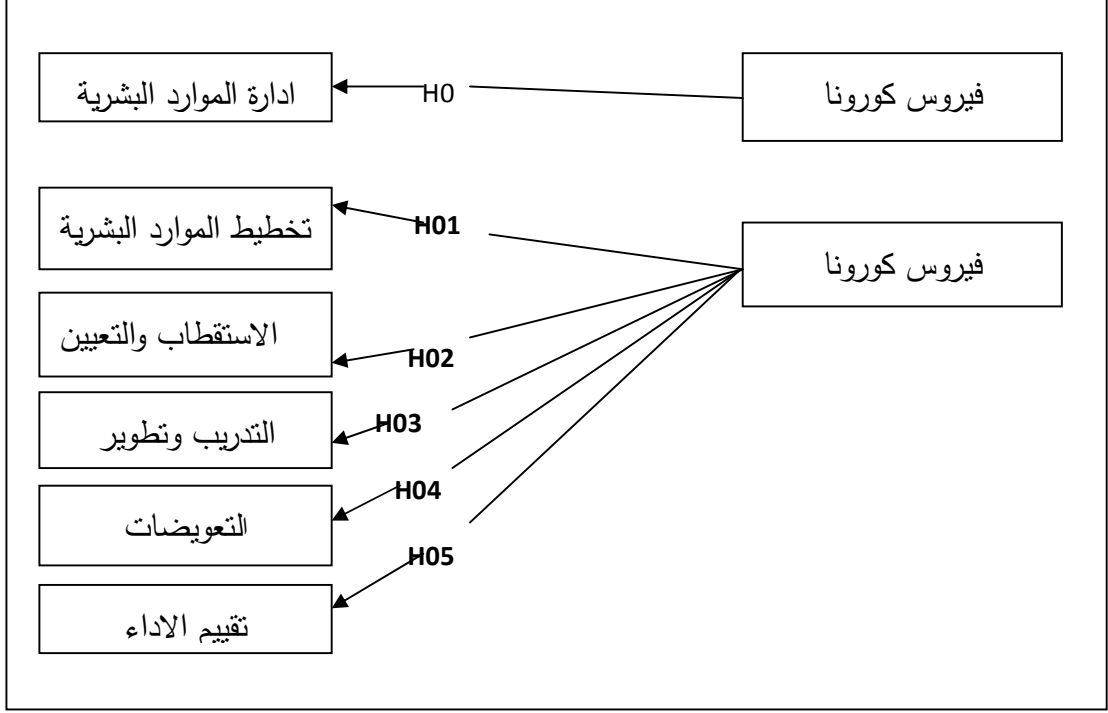 فيروس كورونا
H0
ادارة الموارد البشرية
فيروس كورونا
H01
تخطيط الموارد البشرية
H02
الاستقطاب والتعيين
H03
التدريب وتطوير
H04
التعويضات
H05
تقييم الاداء